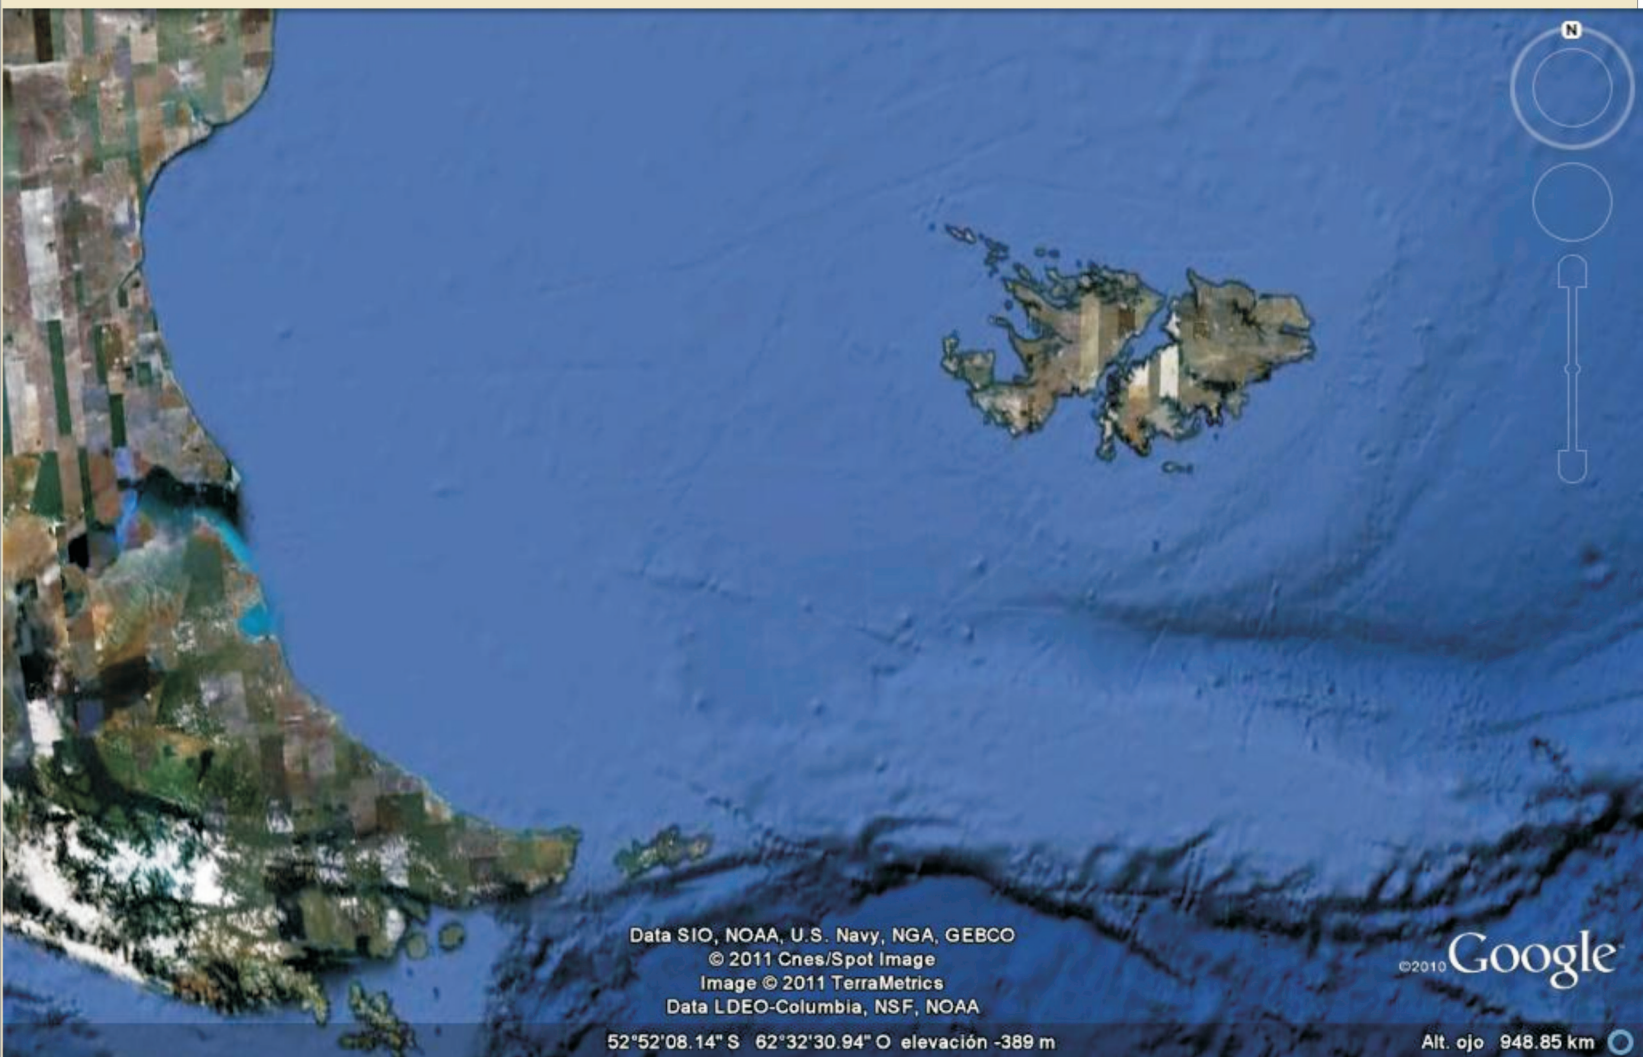 N
Data SIO, NOAA, U.S. Navy, NGA, GEBCO
© 2011 Cnes/Spot Image
Image © 2011 TerraMetrics
Data LDEO-Columbia, NSF, NOAA
©2010 Google
52°52'08.14" S 62°32'30.94" O elevación -389 m
Alt. ojo 948.85 km